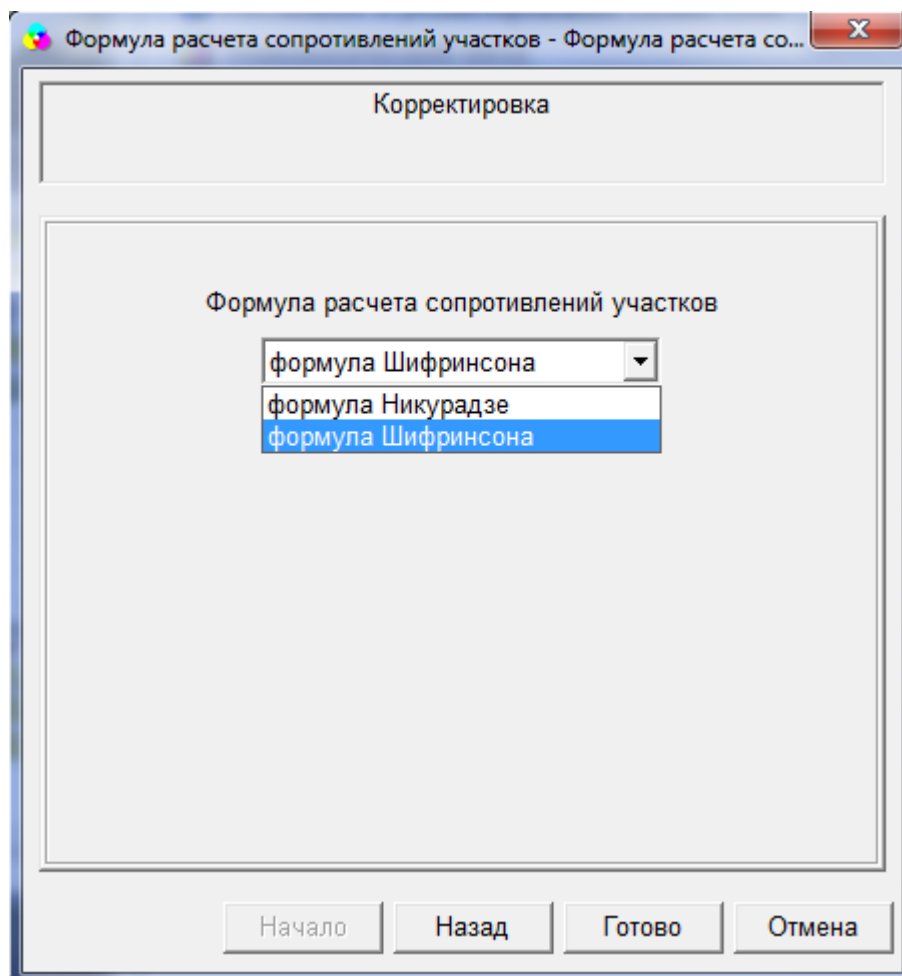 Формула расчета сопротивлений участков - Формула расчета со...
Корректировка
Формула расчета сопротивлений участков
формула Шифринсона
формула Никурадзе
формула Шифринсона
Начало Назад Готово Отмена